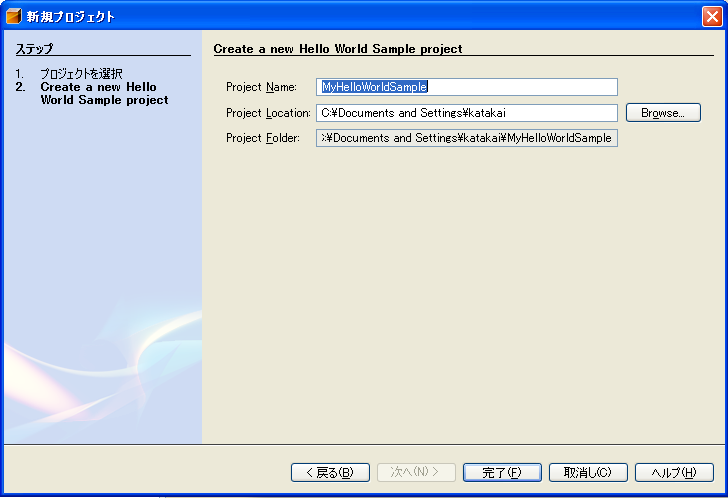 新規プロジェクト
ステップ
1. プロジェクトを選択
2. Create a new Hello
World Sample project
Create a new Hello World Sample project
Project Name: MyHelloWorldSample
Project Location: C:¥Documents and Settings¥katakai Browse...
Project Folder: :¥Documents and Settings¥katakai¥MyHelloWorldSample
< 戻る(B) 次へ(N) > 完了(F) 取消し(C) ヘルプ(H)